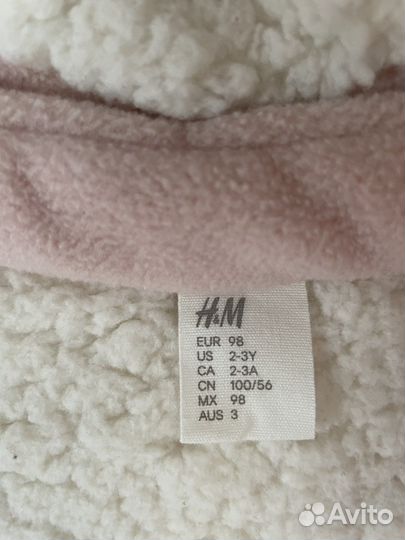 H&M
EUR 98
US 2-3Y
CA 2-3A
CN 100/56
MX 98
AUS 3
Avito